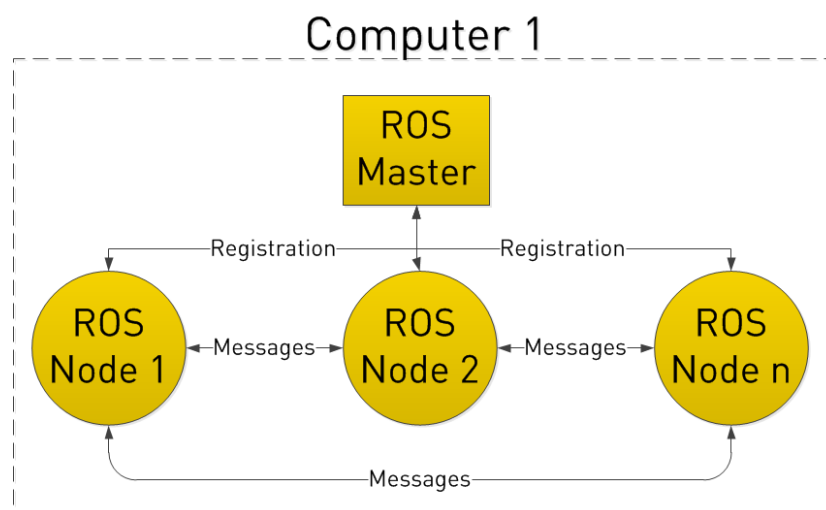 Computer 1
ROS
Master
Registration
Registration
ROS
Node 1
Messages
ROS
Node 2
Messages
ROS
Node n
Messages